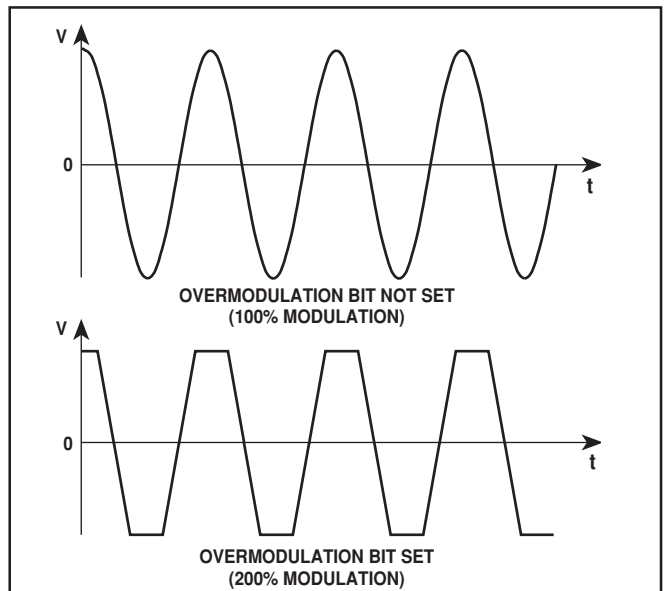 V
0
t
OVERMODULATION BIT NOT SET
(100% MODULATION)
V
0
t
OVERMODULATION BIT SET
(200% MODULATION)